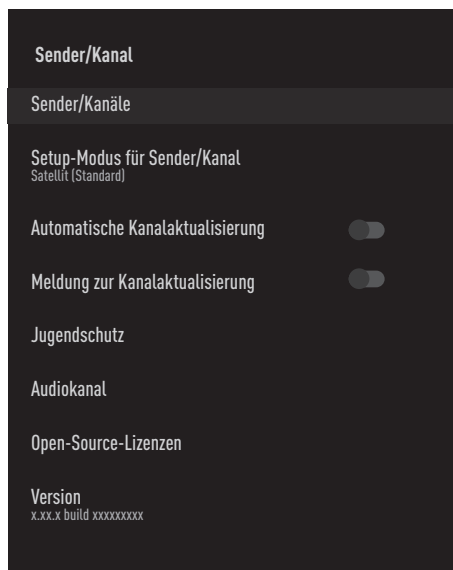 Sender/Kanal
Sender/Kanäle
Setup-Modus für Sender/Kanal
Satellit (Standard)
Automatische Kanalaktualisierung
Meldung zur Kanalaktualisierung
Jugendschutz
Audiokanal
Open-Source-Lizenzen
Version
x.xx.x build xxxxxxxxx